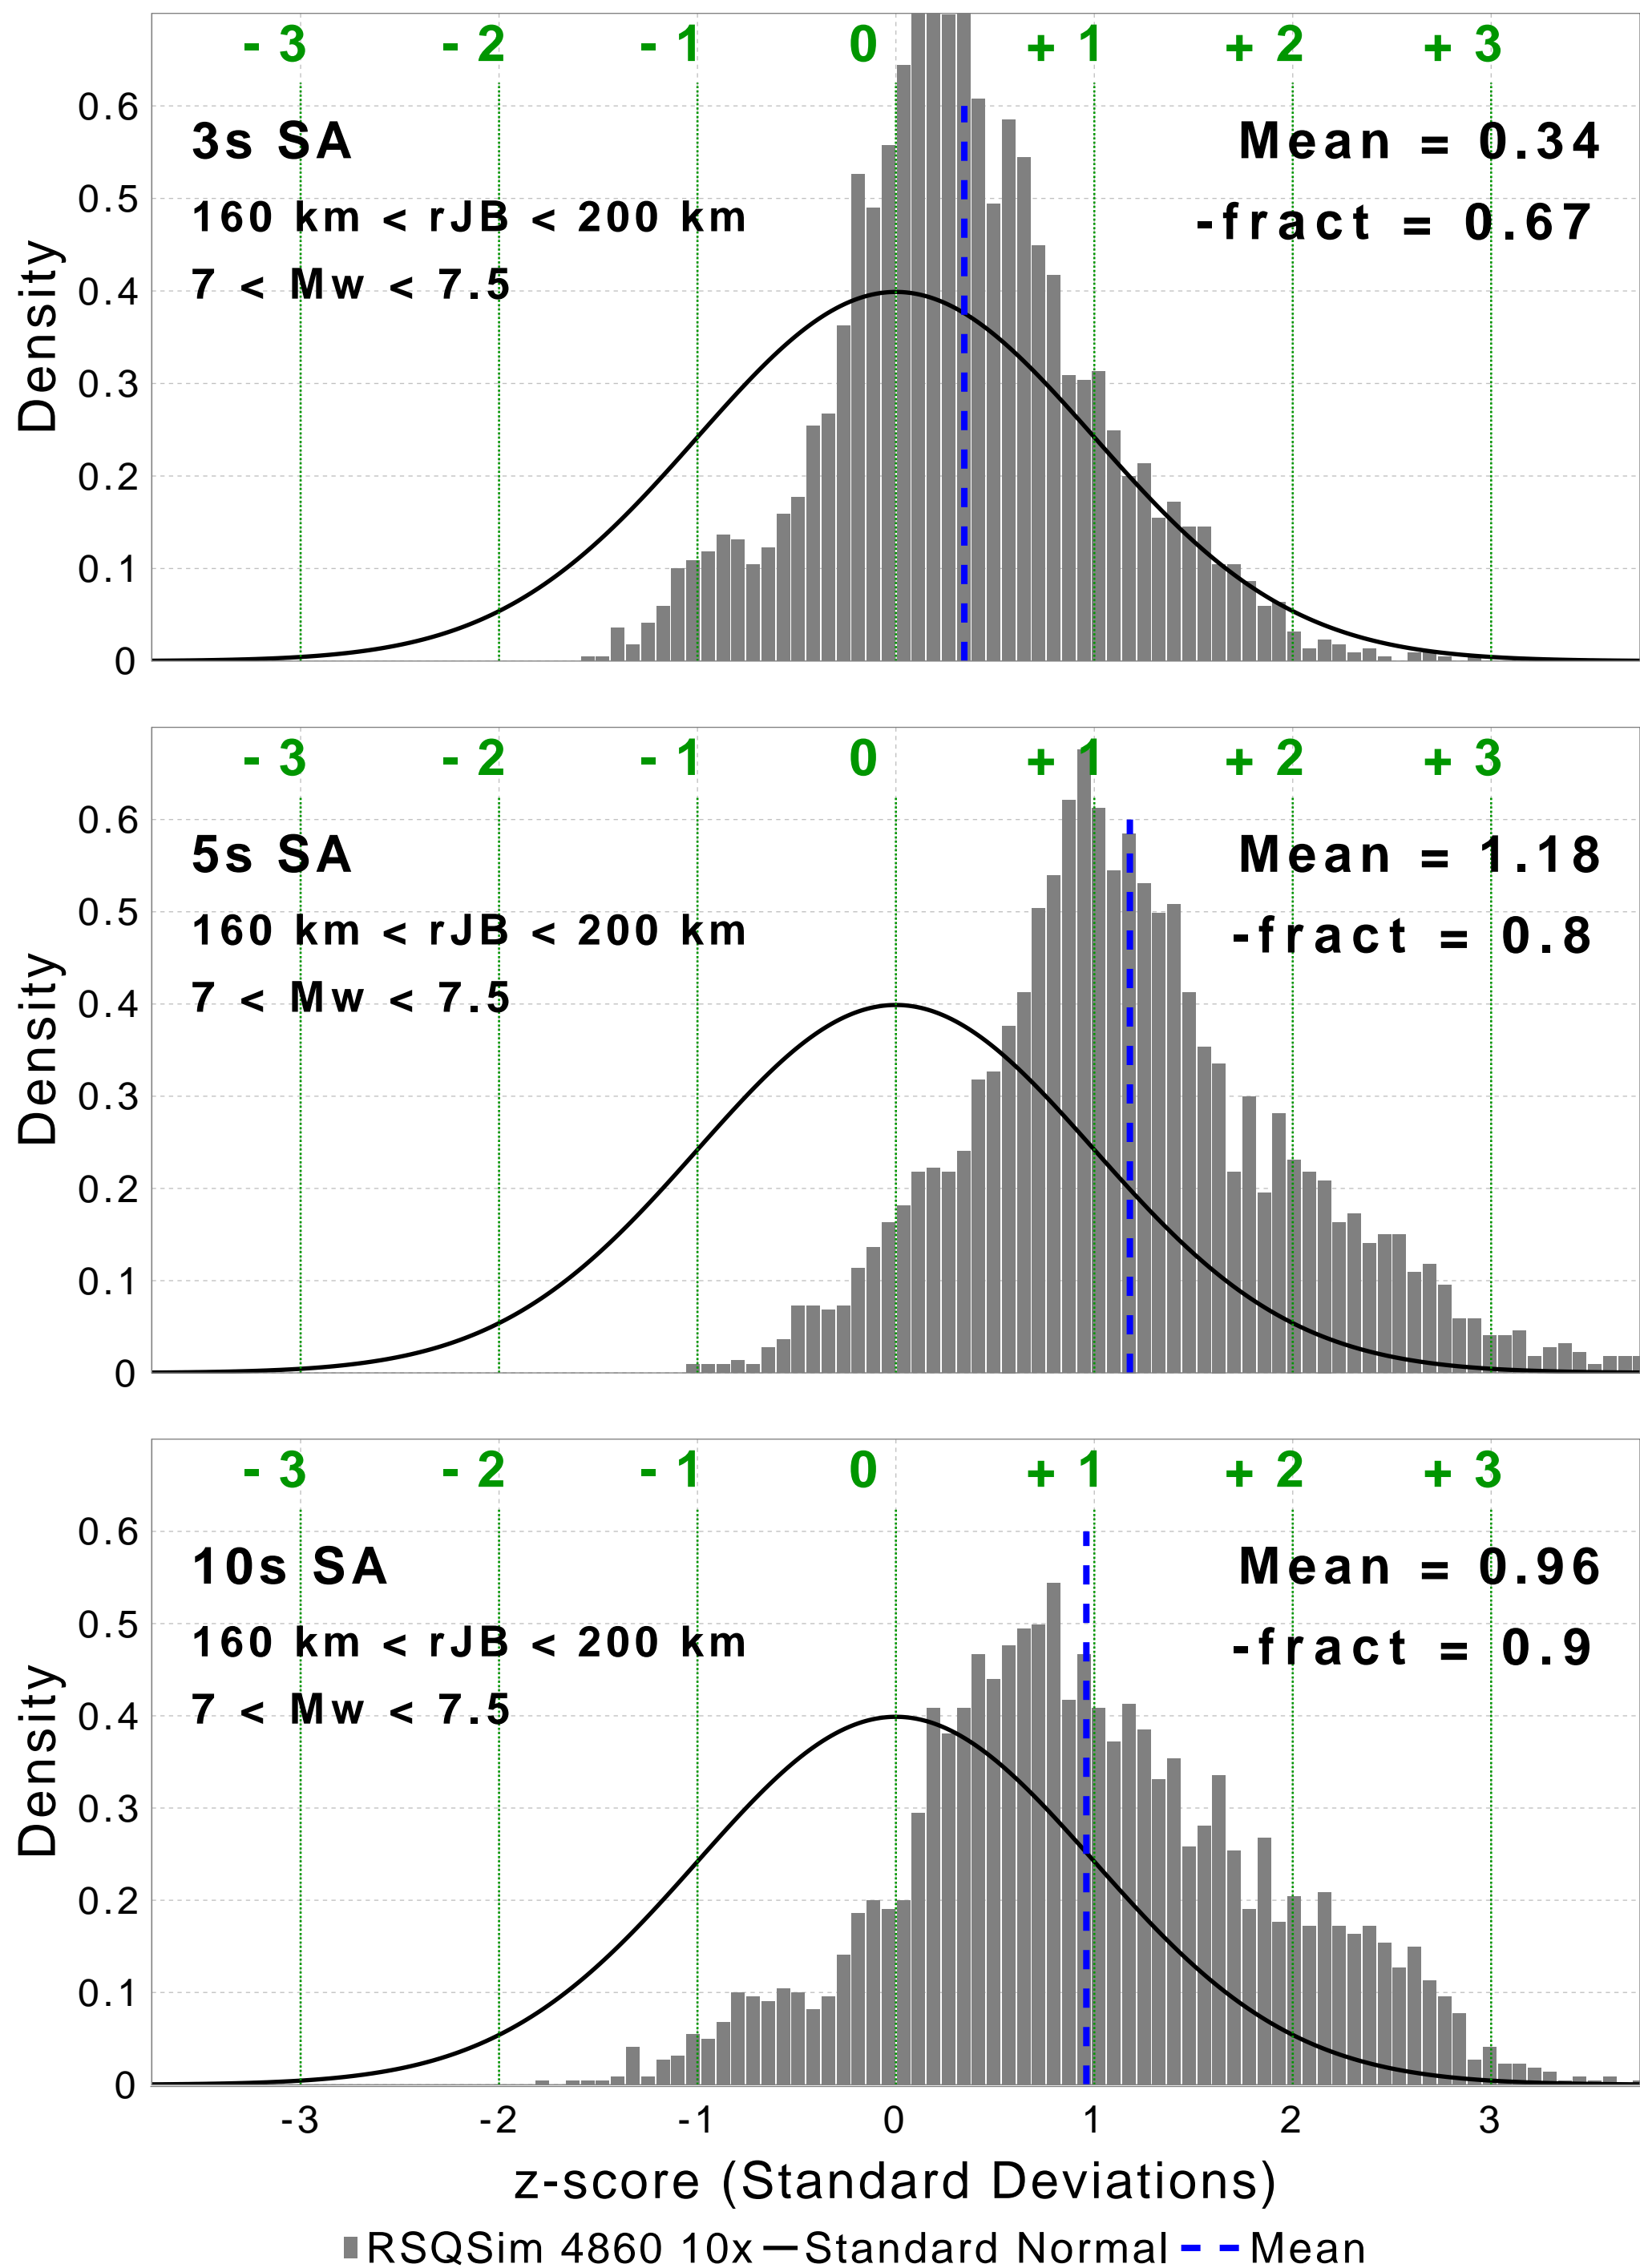 - 3 - 2 - 1 0 + 1 + 2 + 3
0.6
0.5
0.4
0.3
0.2
0.1
0
Density
3s SA
160 km < rJB < 200 km
7 < Mw < 7.5
Mean = 0.34
-fract = 0.67
- 3 - 2 - 1 0 + 1 + 2 + 3
0.6
0.5
0.4
0.3
0.2
0.1
0
Density
5s SA
160 km < rJB < 200 km
7 < Mw < 7.5
Mean = 1.18
-fract = 0.8
- 3 - 2 - 1 0 + 1 + 2 + 3
0.6
0.5
0.4
0.3
0.2
0.1
0
Density
10s SA
160 km < rJB < 200 km
7 < Mw < 7.5
Mean = 0.96
-fract = 0.9
-3 -2 -1 0 1 2 3
z-score (Standard Deviations)
RSQSim 4860 10x Standard Normal Mean